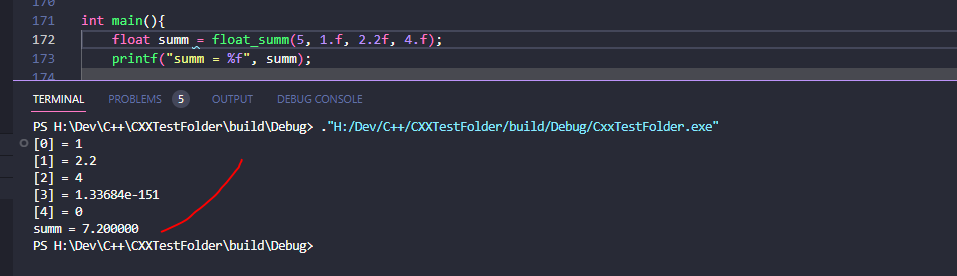 170
171 int main(){
172 float summ = float_summ(5, 1.f, 2.2f, 4.f);
173 printf("summ = %f", summ);
174
TERMINAL PROBLEMS 5 OUTPUT DEBUG CONSOLE
PS H:\Dev\C++\CXXTestFolder\build\Debug> ."H:/Dev/C++/CXXTestFolder/build/Debug/CxxTestFolder.exe"
[0] = 1
[1] = 2.2
[2] = 4
[3] = 1.33684e-151
[4] = 0
summ = 7.200000
PS H:\Dev\C++\CXXTestFolder\build\Debug>